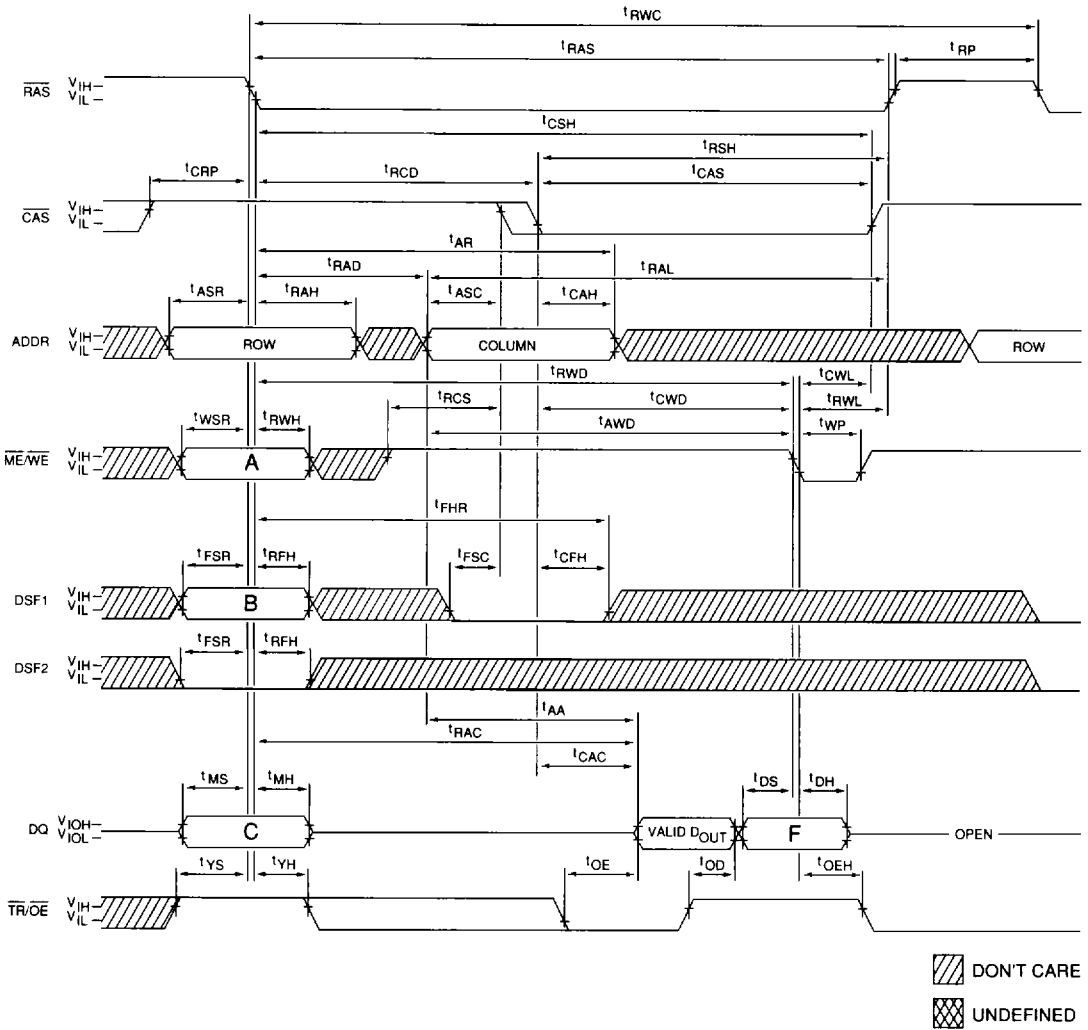 tRWC
tRAS
tRP
RAS VIH VIL
tCSH
tRSH
tCRP
tRCD
tCAS
CAS VIH VIL
tAR
tRAD
tRAL
tASR
tRAH
tASC
tCAH
ADDR VIH VIL ROW COLUMN ROW
tRWD
tCWL
tRCS
tCWD
tRWL
tWSR
tRWH
tAWD
tWP
ME/WE VIH VIL A
tFHR
tFSR
tRFH
tFSC
tCFH
DSF1 VIH VIL B
tFSR
tRFH
DSF2 VIH VIL
tAA
tRAC
tCAC
tMS
tMH
tDS
tDH
DQ VIOH VIOL C VALID DOUT F OPEN
tYS
tYH
tOE
tOD
tOEH
TR/OE VIH VIL
DON'T CARE
UNDEFINED